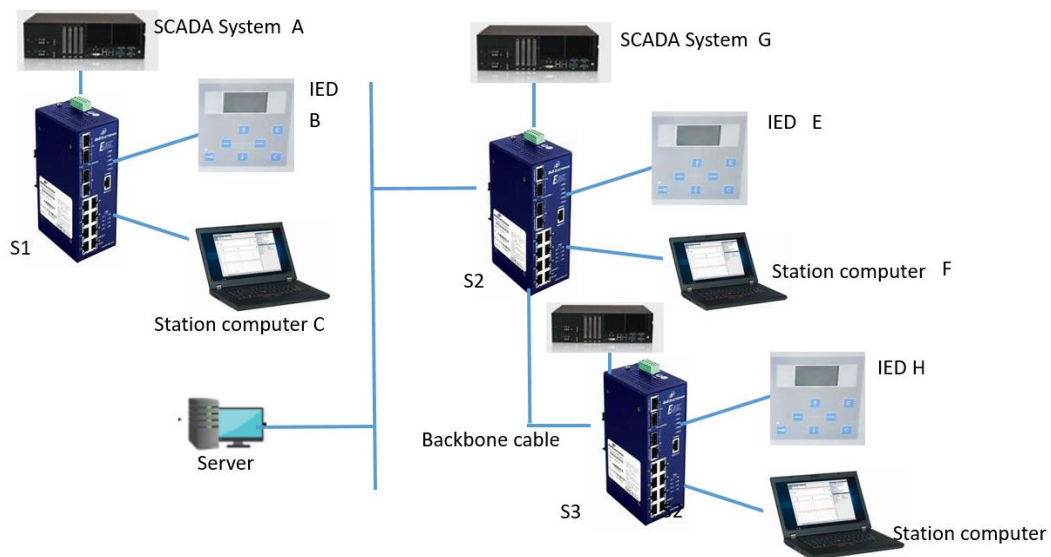 SCADA System A
IED
B
S1
Station computer C
Server
SCADA System G
IED E
S2
Station computer F
Backbone cable
IED H
S3
S2
Station computer